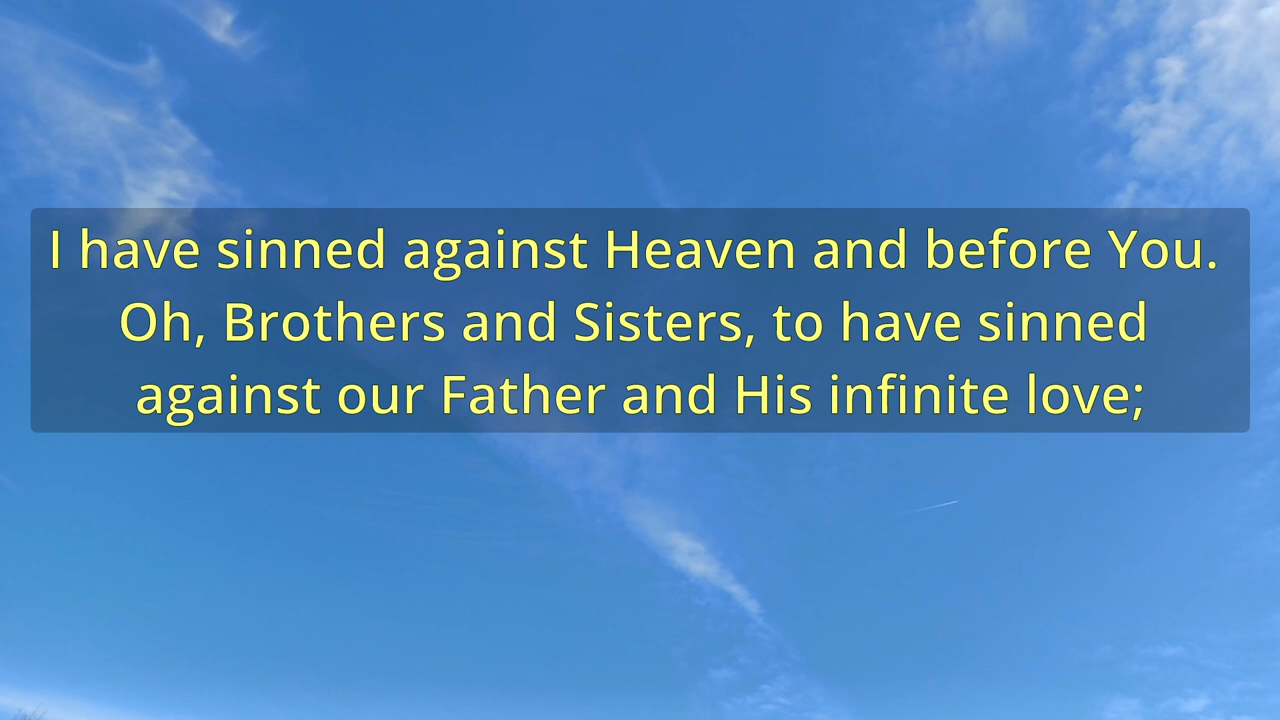 I have sinned against Heaven and before You.
Oh, Brothers and Sisters, to have sinned
against our Father and His infinite love;